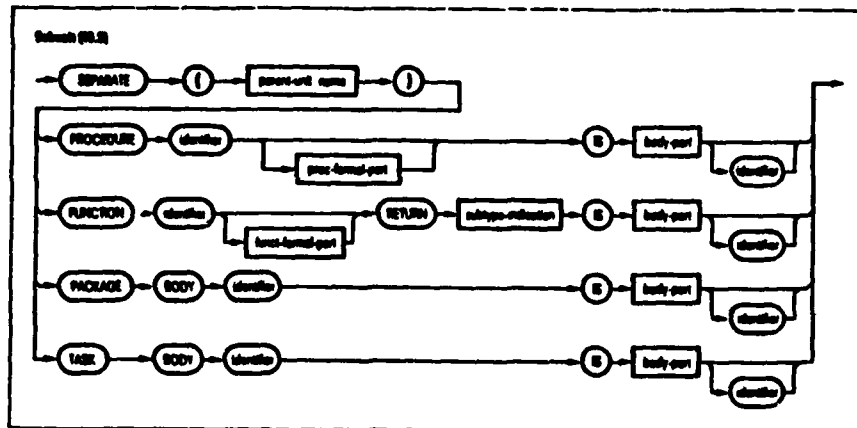 Subunit (10.2)
SEPARATE ( parent-unit name )
PROCEDURE identifier IS body-part
proc-formal-part identifier
FUNCTION identifier RETURN subtype-indication IS body-part
funct-formal-part identifier
PACKAGE BODY identifier IS body-part
identifier
TASK BODY identifier IS body-part
identifier